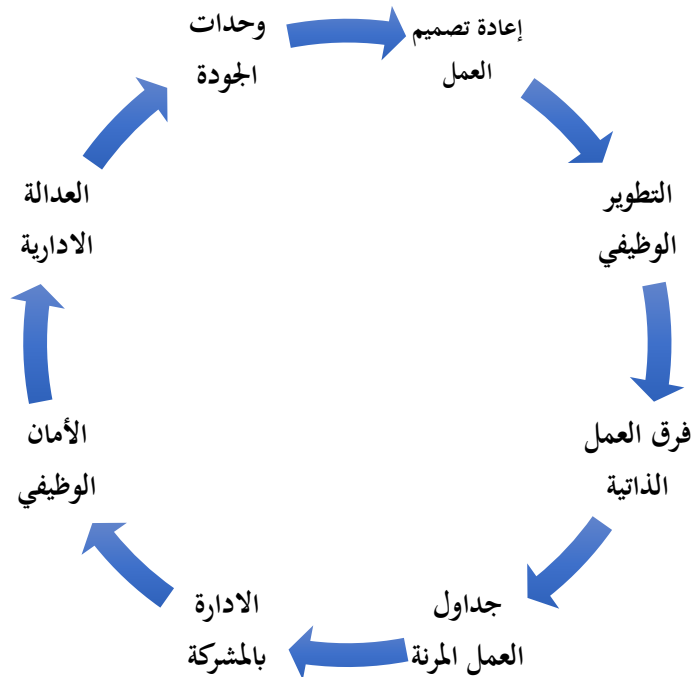 إعادة تصميم
العمل
التطوير
الوظيفي
فرق العمل
الذاتية
جداول
العمل المرنة
الادارة
بالمشركة
الأمان
الوظيفي
العدالة
الادارية
وحدات
الجودة